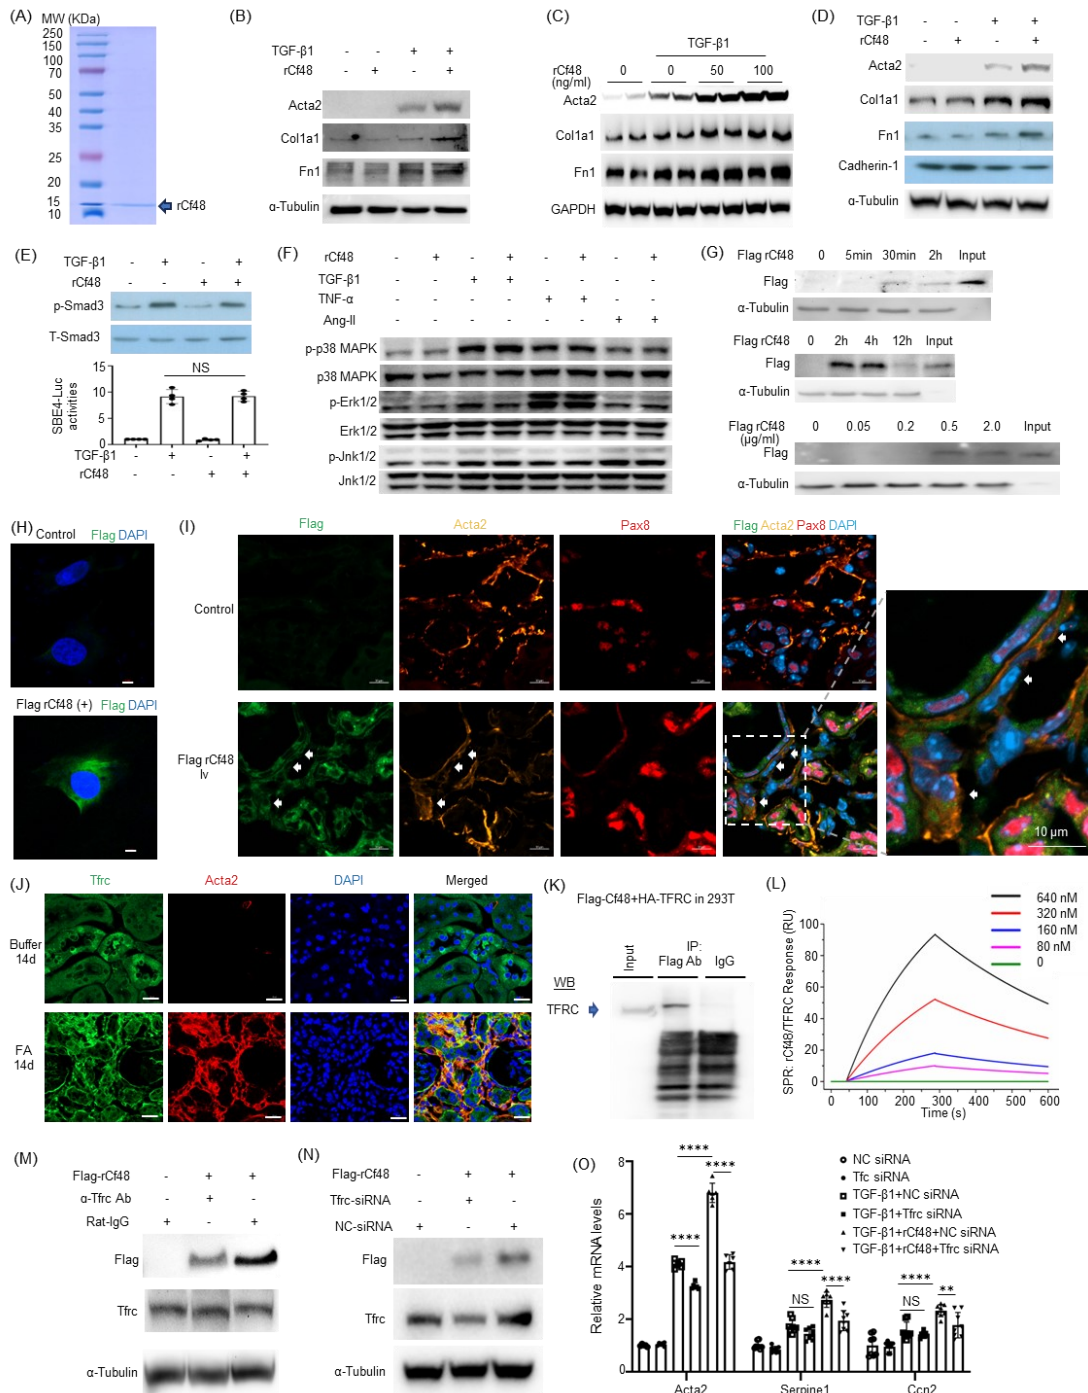 (A)
MW (KDa)
250
150
100
70
50
40
35
25
20
15
10
rCf48
(B)
TGF-β1 - - + +
rCf48 - + - +
Acta2
Col1a1
Fn1
α-Tubulin
(C)
TGF-β1
rCf48 0 0 50 100
(ng/ml)
Acta2
Col1a1
Fn1
GAPDH
(D)
TGF-β1 - - + +
rCf48 - + - +
Acta2
Col1a1
Fn1
Cadherin-1
α-Tubulin
(E)
TGF-β1 - + - +
rCf48 - - + +
p-Smad3
T-Smad3
NS
15
10
5
0
SBE4-Luc
activities
TGF-β1 - + - +
rCf48 - - + +
(F)
rCf48 - + - + - + - +
TGF-β1 - - + + - - - -
TNF-α - - - - + + - -
Ang-II - - - - - - + +
p-p38 MAPK
p38 MAPK
p-Erk1/2
Erk1/2
p-Jnk1/2
Jnk1/2
(G)
Flag rCf48 0 5min 30min 2h Input
Flag
α-Tubulin
Flag rCf48 0 2h 4h 12h Input
Flag
α-Tubulin
Flag rCf48 0 0.05 0.2 0.5 2.0 Input
(μg/ml)
Flag
α-Tubulin
(H)
Control Flag DAPI
Flag rCf48 (+) Flag DAPI
(I)
Flag Acta2 Pax8 Flag Acta2 Pax8 DAPI
Control
Flag rCf48
Iv
10 μm
(J)
Tfrc Acta2 DAPI Merged
Buffer
14d
FA
14d
(K)
Flag-Cf48+HA-TFRC in 293T
IP:
Input Flag Ab IgG
WB
TFRC
(L)
640 nM
320 nM
160 nM
80 nM
0
100
80
60
40
20
0
SPR: rCf48/TFRC Response (RU)
0 100 200 300 400 500 600
Time (s)
(M)
Flag-rCf48 - + +
α-Tfrc Ab - + -
Rat-IgG + - +
Flag
Tfrc
α-Tubulin
(N)
Flag-rCf48 - + +
Tfrc-siRNA - + -
NC-siRNA + - +
Flag
Tfrc
α-Tubulin
(O)
NC siRNA
Tfc siRNA
TGF-β1+NC siRNA
TGF-β1+Tfrc siRNA
TGF-β1+rCf48+NC siRNA
TGF-β1+rCf48+Tfrc siRNA
8
6
4
2
0
Relative mRNA levels
**** ****
****
**** ****
NS
**** **
NS
Acta2 Serpine1 Ccn2